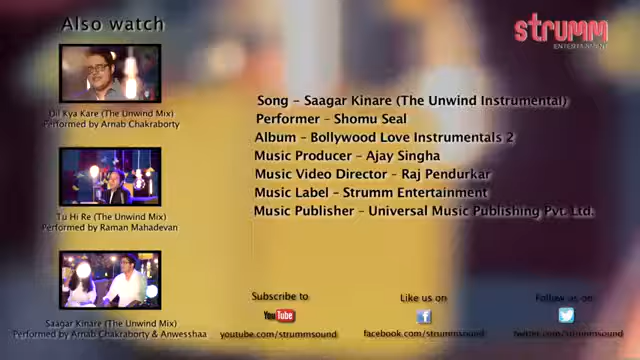 Also watch
strumm
ENTERTAINMENT
Dil Kya Kare (The Unwind Mix)
Performed by Arnab Chakraborty
Tu Hi Re (The Unwind Mix)
Performed by Raman Mahadevan
Saagar Kinare (The Unwind Mix)
Performed by Arnab Chakraborty & Anwesshaa
Song – Saagar Kinare (The Unwind Instrumental)
Performer – Shomu Seal
Album – Bollywood Love Instrumentals 2
Music Producer – Ajay Singha
Music Video Director – Raj Pendurkar
Music Label – Strumm Entertainment
Music Publisher – Universal Music Publishing Pvt. Ltd.
Subscribe to
YouTube
youtube.com/strummsound
Like us on
f
facebook.com/strummsound
Follow us on
twitter.com/strummsound